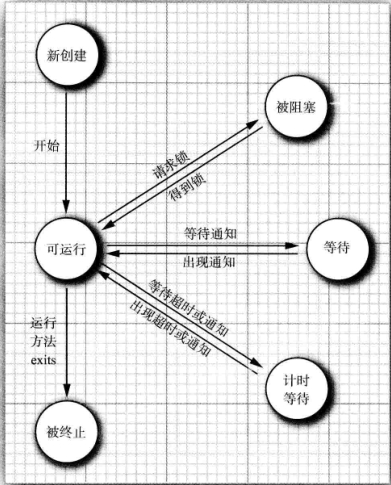 新创建
被阻塞
开始
请求锁
得到锁
可运行
等待通知
出现通知
等待
等待超时或通知
出现超时或通知
运行
方法
exits
计时
等待
被终止